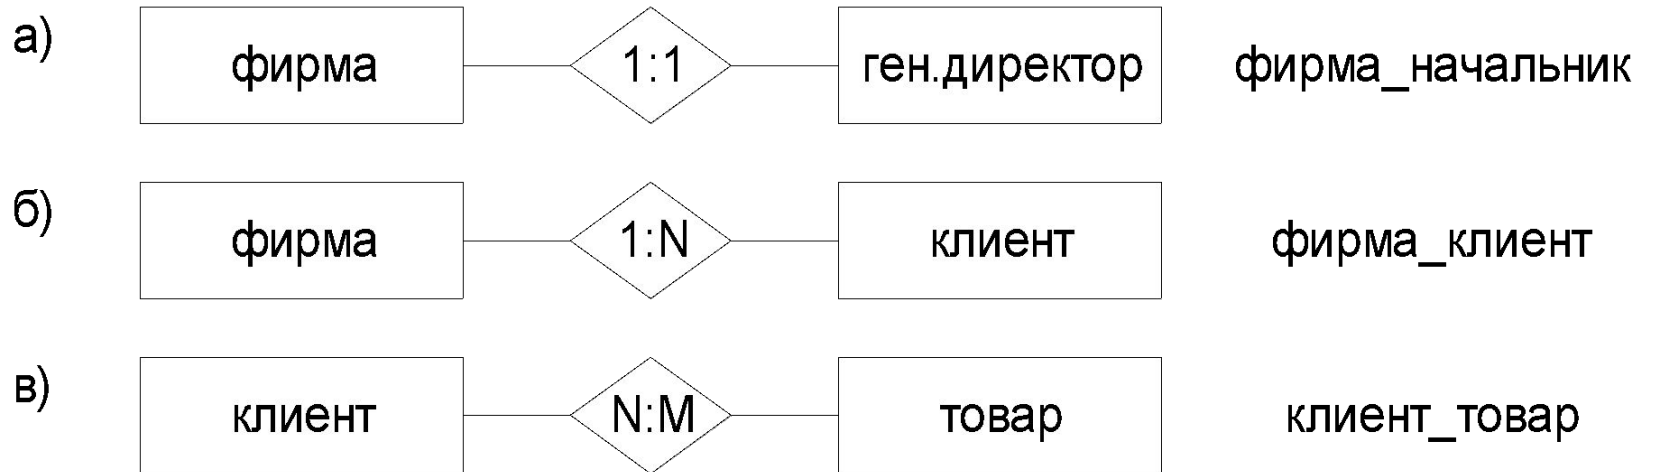 а) фирма 1:1 ген.директор фирма_начальник
б) фирма 1:N клиент фирма_клиент
в) клиент N:M товар клиент_товар